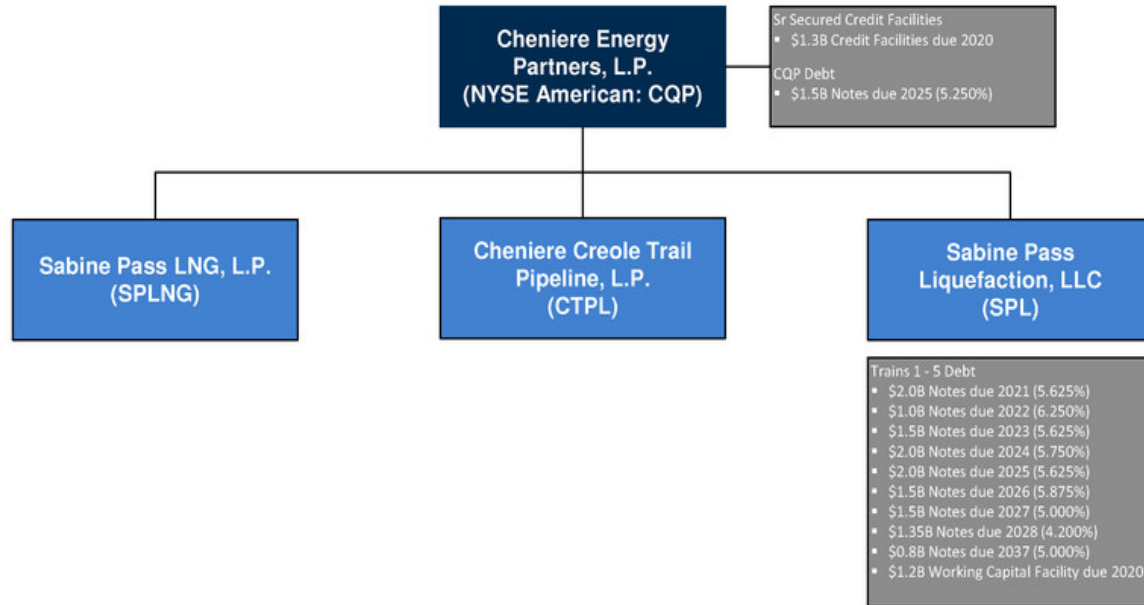 Cheniere Energy
Partners, L.P.
(NYSE American: CQP)
Sr Secured Credit Facilities
▪ $1.3B Credit Facilities due 2020
CQP Debt
▪ $1.5B Notes due 2025 (5.250%)
Sabine Pass LNG, L.P.
(SPLNG)
Cheniere Creole Trail
Pipeline, L.P.
(CTPL)
Sabine Pass
Liquefaction, LLC
(SPL)
Trains 1 - 5 Debt
▪ $2.0B Notes due 2021 (5.625%)
▪ $1.0B Notes due 2022 (6.250%)
▪ $1.5B Notes due 2023 (5.625%)
▪ $2.0B Notes due 2024 (5.750%)
▪ $2.0B Notes due 2025 (5.625%)
▪ $1.5B Notes due 2026 (5.875%)
▪ $1.5B Notes due 2027 (5.000%)
▪ $1.35B Notes due 2028 (4.200%)
▪ $0.8B Notes due 2037 (5.000%)
▪ $1.2B Working Capital Facility due 2020